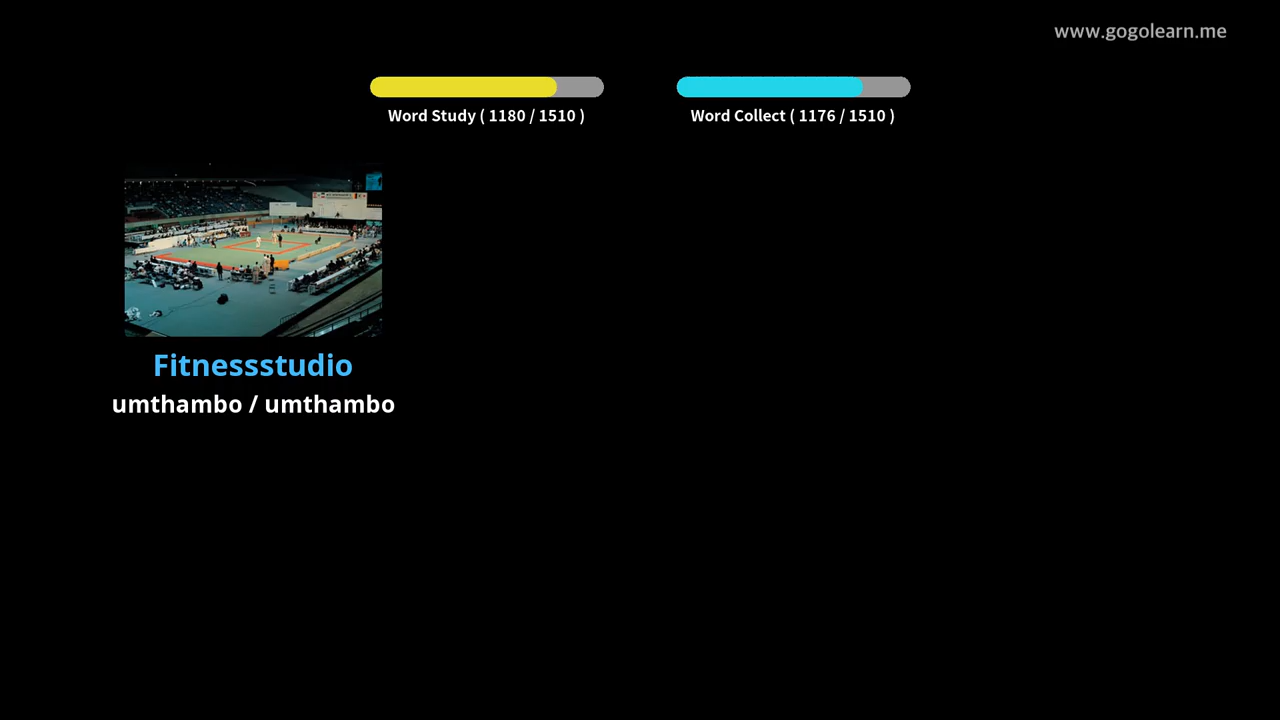 www.gogolearn.me
Word Study ( 1180 / 1510 )
Word Collect ( 1176 / 1510 )
Fitnessstudio
umthambo / umthambo